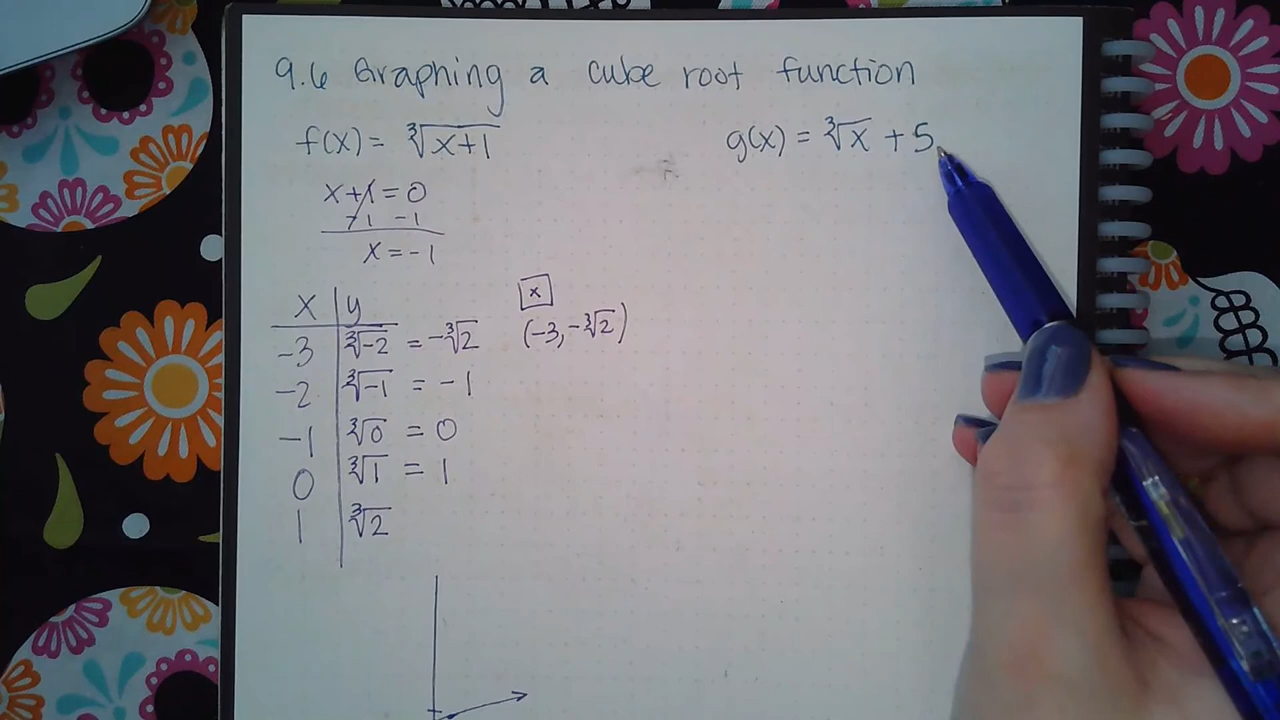 9.6 Graphing a cube root function
f(x) = ∛(x+1)
g(x) = ∛x + 5
x+1=0
-1 -1
x=-1
x | y
-3 | ∛-2 = -∛2
-2 | ∛-1 = -1
-1 | ∛0 = 0
0 | ∛1 = 1
1 | ∛2
x
(-3, -∛2)